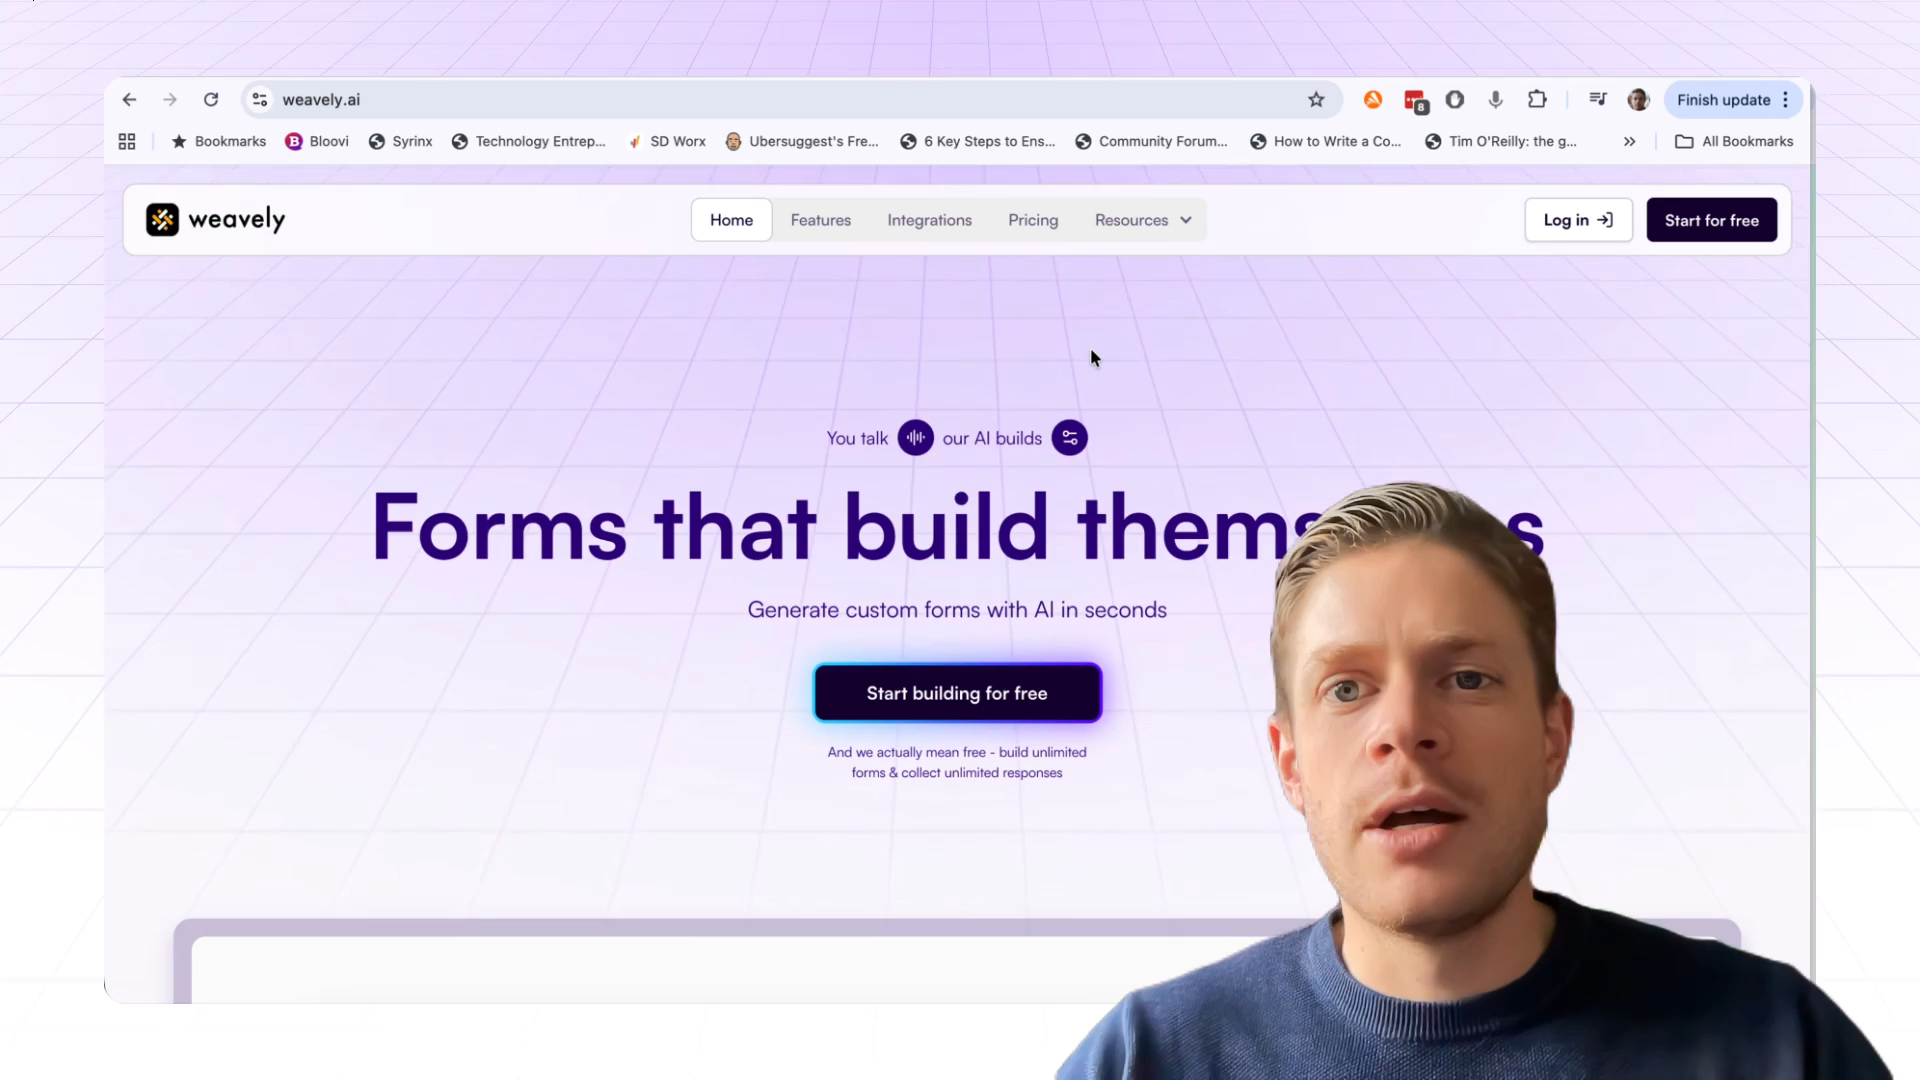 weavely.ai
Finish update
8
Bookmarks
Bloovi
Syrinx
Technology Entrep...
SD Worx
Ubersuggest's Fre...
6 Key Steps to Ens...
Community Forum...
How to Write a Co...
Tim O'Reilly: the g...
All Bookmarks
weavely
Home
Features
Integrations
Pricing
Resources
Log in
Start for free
You talk our AI builds
Forms that build thems s
Generate custom forms with AI in seconds
Start building for free
And we actually mean free - build unlimited
forms & collect unlimited responses